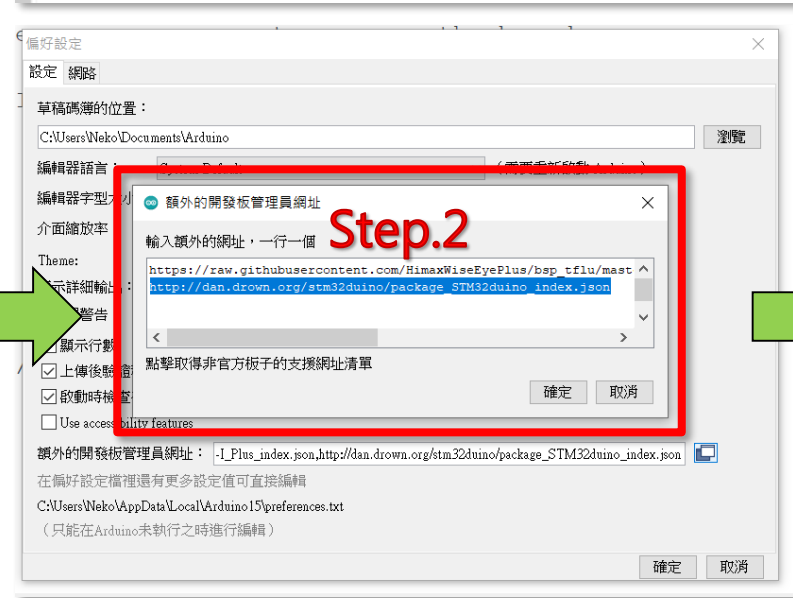 偏好設定
設定 網路
草稿碼簿的位置：
C:\Users\Neko\Documents\Arduino
瀏覽
編輯器語言：
編輯器字型大小
介面縮放率
Theme:
額外的開發板管理員網址
Step.2
輸入額外的網址，一行一個
https://raw.githubusercontent.com/HimaxWiseEyePlus/bsp_tflu/mast
http://dan.drown.org/stm32duino/package_STM32duino_index.json
點擊取得非官方板子的支援網址清單
確定 取消
示詳細輸出：
警告
顯示行數
上傳後驗
啟動時檢查
Use accessibility features
額外的開發板管理員網址： -I_Plus_index.json,http://dan.drown.org/stm32duino/package_STM32duino_index.json
在偏好設定檔裡還有更多設定值可直接編輯
C:\Users\Neko\AppData\Local\Arduino15\preferences.txt
（只能在Arduino未執行之時進行編輯）
確定 取消